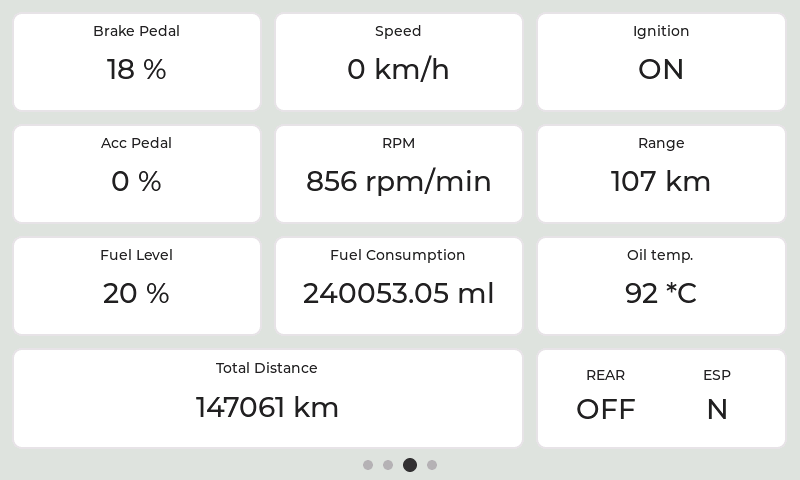 Brake Pedal
18 %
Speed
0 km/h
Ignition
ON
Acc Pedal
0 %
RPM
856 rpm/min
Range
107 km
Fuel Level
20 %
Fuel Consumption
240053.05 ml
Oil temp.
92 *C
Total Distance
147061 km
REAR
OFF
ESP
N